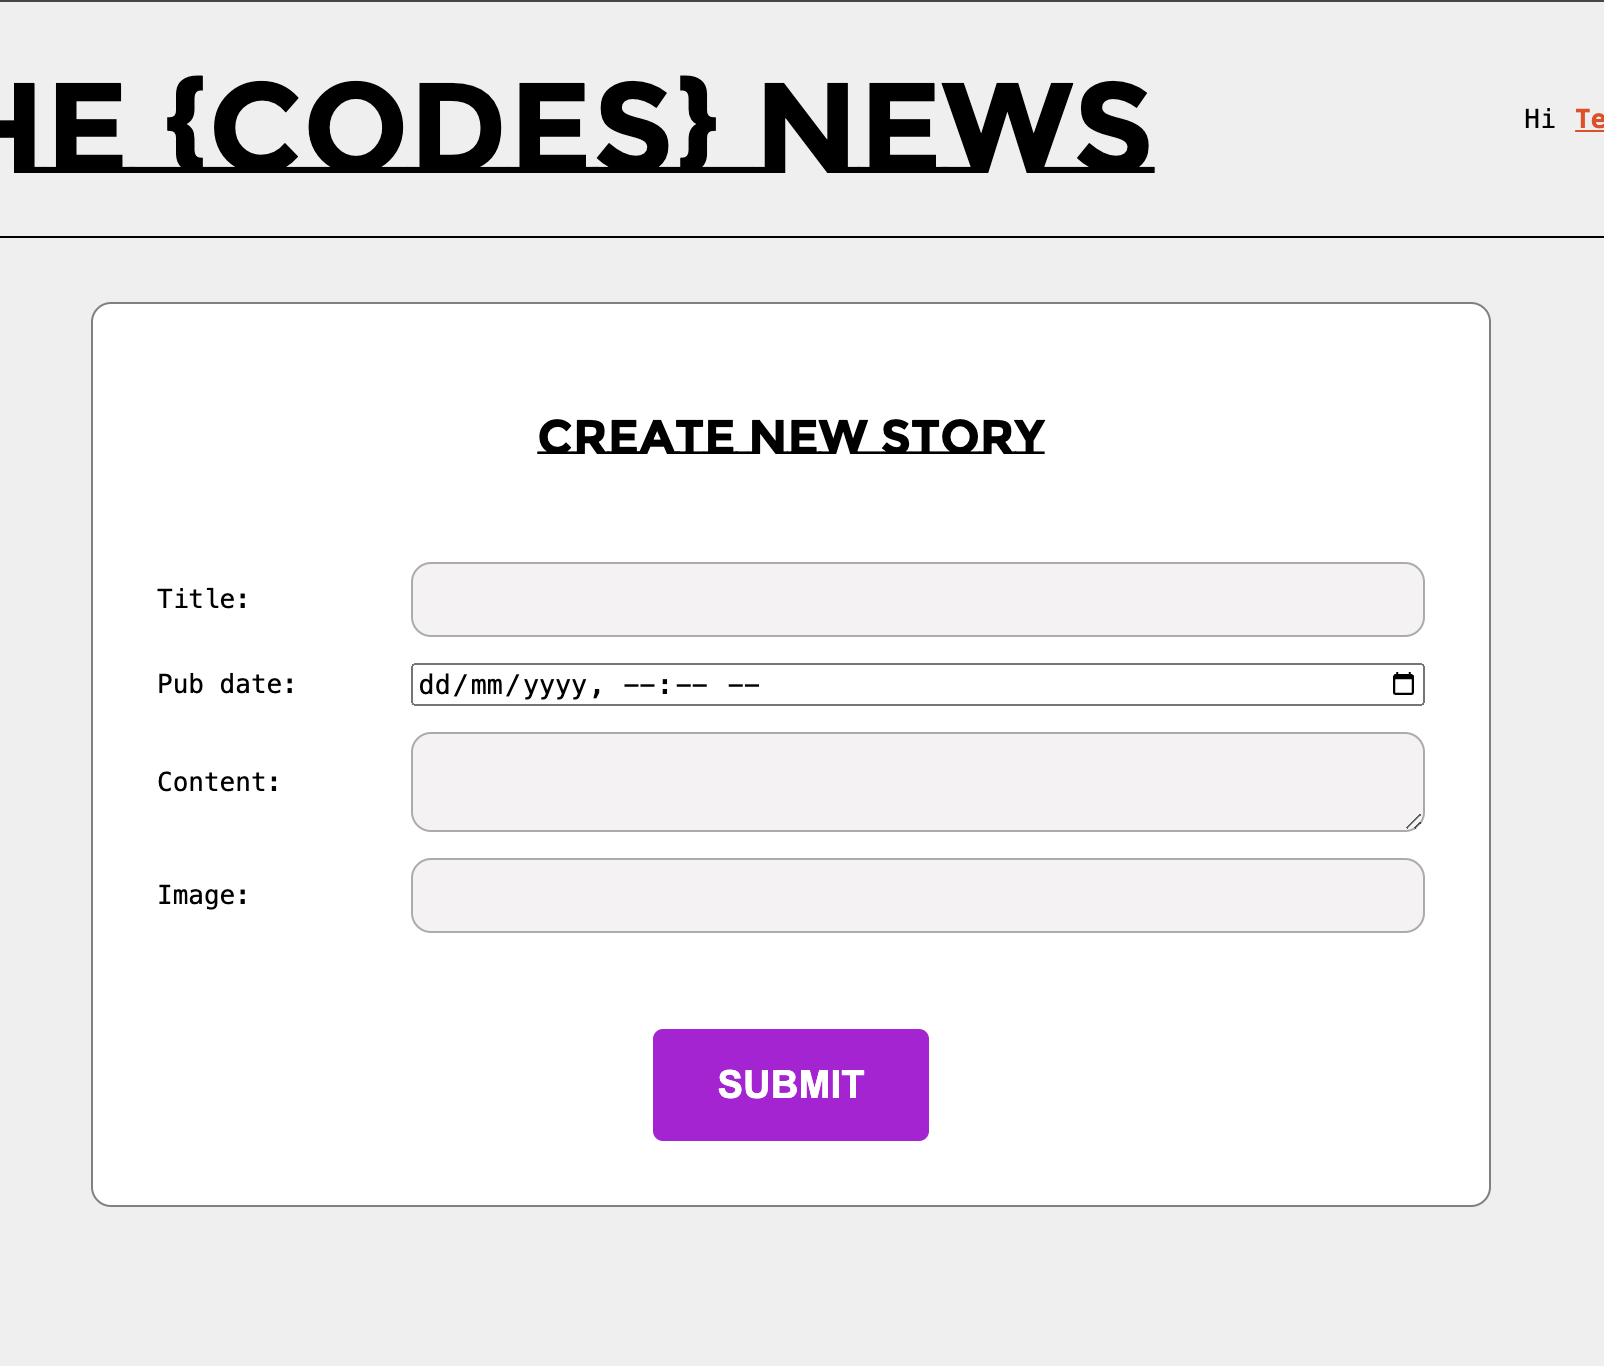 HE {CODES} NEWS
Hi Te
CREATE NEW STORY
Title:
Pub date:
dd/mm/yyyy, --:-- --
Content:
Image:
SUBMIT